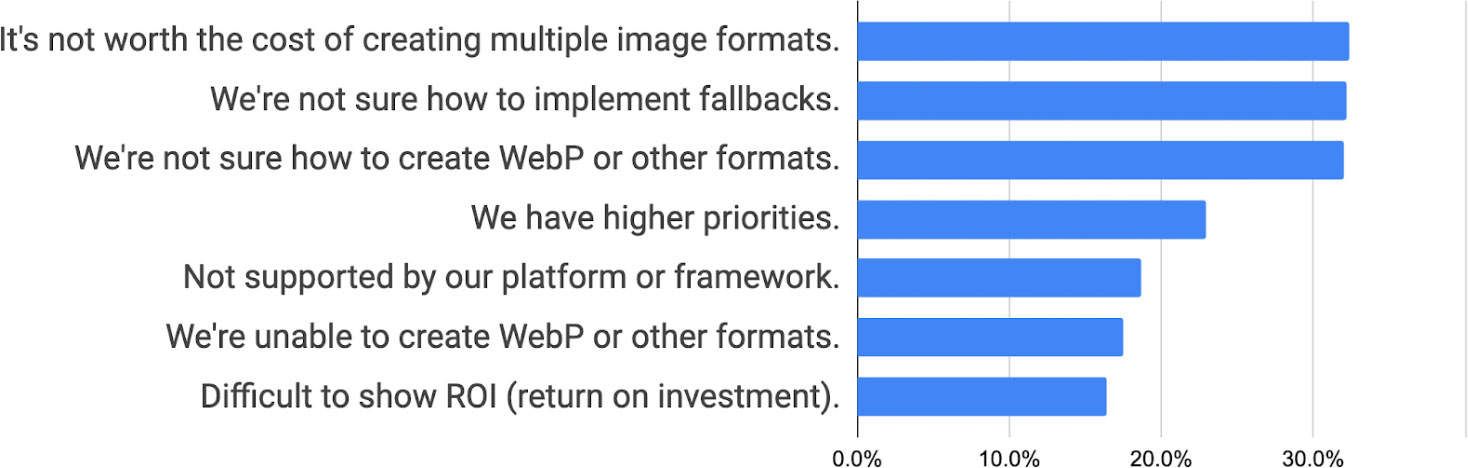 It's not worth the cost of creating multiple image formats.
We're not sure how to implement fallbacks.
We're not sure how to create WebP or other formats.
We have higher priorities.
Not supported by our platform or framework.
We're unable to create WebP or other formats.
Difficult to show ROI (return on investment).
0.0% 10.0% 20.0% 30.0%